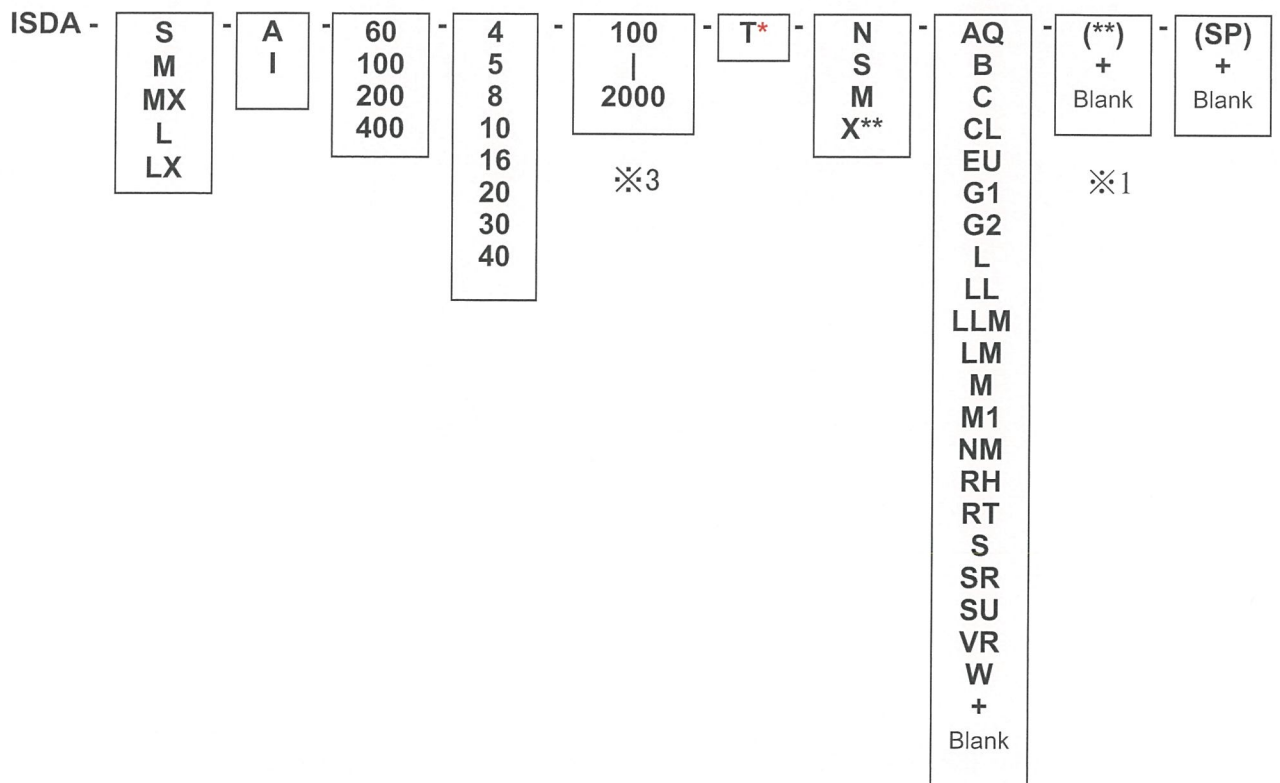 ISDA - S - A - 60 - 4 - 100 - T* - N - AQ - (**) - (SP)
M I 100 5 | S B + +
MX 200 8 2000 M C Blank Blank
L 400 10 X** CL
LX 16 ※3 EU ※1
20 G1
30 G2
40 L
LL
LLM
LM
M
M1
NM
RH
RT
S
SR
SU
VR
W
+
Blank